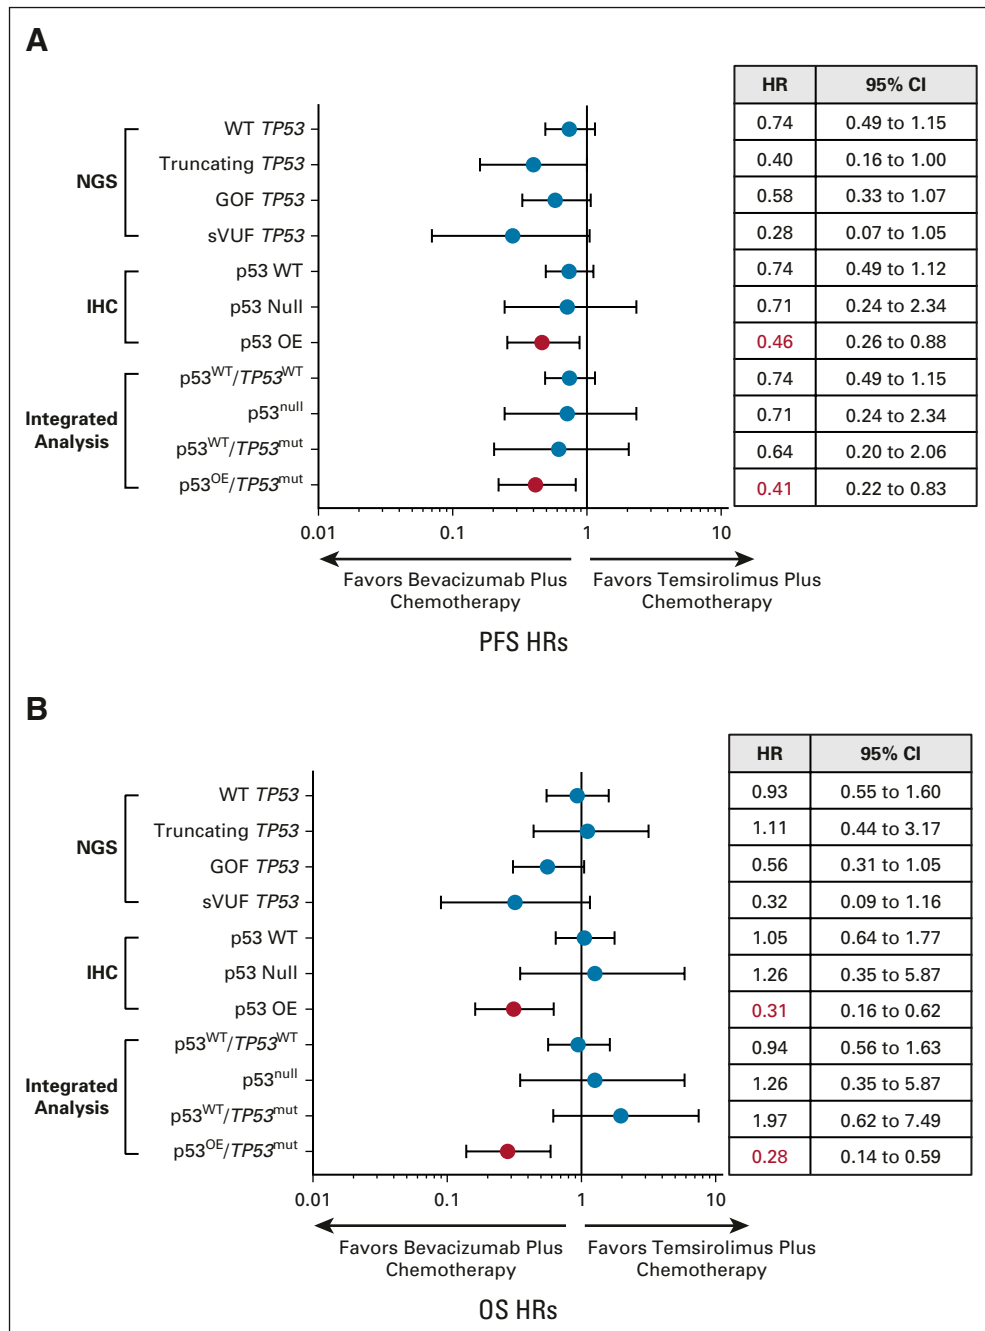 A
HR 95% CI
NGS
WT TP53 0.74 0.49 to 1.15
Truncating TP53 0.40 0.16 to 1.00
GOF TP53 0.58 0.33 to 1.07
sVUF TP53 0.28 0.07 to 1.05
IHC
p53 WT 0.74 0.49 to 1.12
p53 Null 0.71 0.24 to 2.34
p53 OE 0.46 0.26 to 0.88
Integrated
Analysis
p53WT/TP53WT 0.74 0.49 to 1.15
p53null 0.71 0.24 to 2.34
p53WT/TP53mut 0.64 0.20 to 2.06
p53OE/TP53mut 0.41 0.22 to 0.83
0.01 0.1 1 10
Favors Bevacizumab Plus Favors Temsirolimus Plus
Chemotherapy Chemotherapy
PFS HRs
B
HR 95% CI
NGS
WT TP53 0.93 0.55 to 1.60
Truncating TP53 1.11 0.44 to 3.17
GOF TP53 0.56 0.31 to 1.05
sVUF TP53 0.32 0.09 to 1.16
IHC
p53 WT 1.05 0.64 to 1.77
p53 Null 1.26 0.35 to 5.87
p53 OE 0.31 0.16 to 0.62
Integrated
Analysis
p53WT/TP53WT 0.94 0.56 to 1.63
p53null 1.26 0.35 to 5.87
p53WT/TP53mut 1.97 0.62 to 7.49
p53OE/TP53mut 0.28 0.14 to 0.59
0.01 0.1 1 10
Favors Bevacizumab Plus Favors Temsirolimus Plus
Chemotherapy Chemotherapy
OS HRs